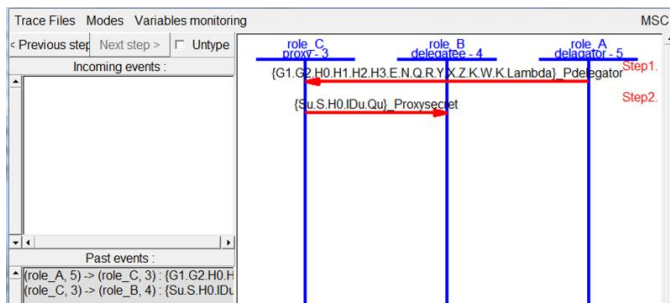 Trace Files Modes Variables monitoring MSC
< Previous step Next step > Untype
Incoming events :
role_C role_B role_A
proxy - 3 delegatee - 4 delagator - 5
{G1.G2.H0.H1.H2.H3.E.N.Q.R.Y.X.Z.K.W.K.Lambda}_Pdelegator Step1.
{Su.S.H0.IDu.Qu}_Proxysecret Step2.
Past events :
(role_A, 5) -> (role_C, 3) : {G1.G2.H0.H
(role_C, 3) -> (role_B, 4) : {Su.S.H0.IDu